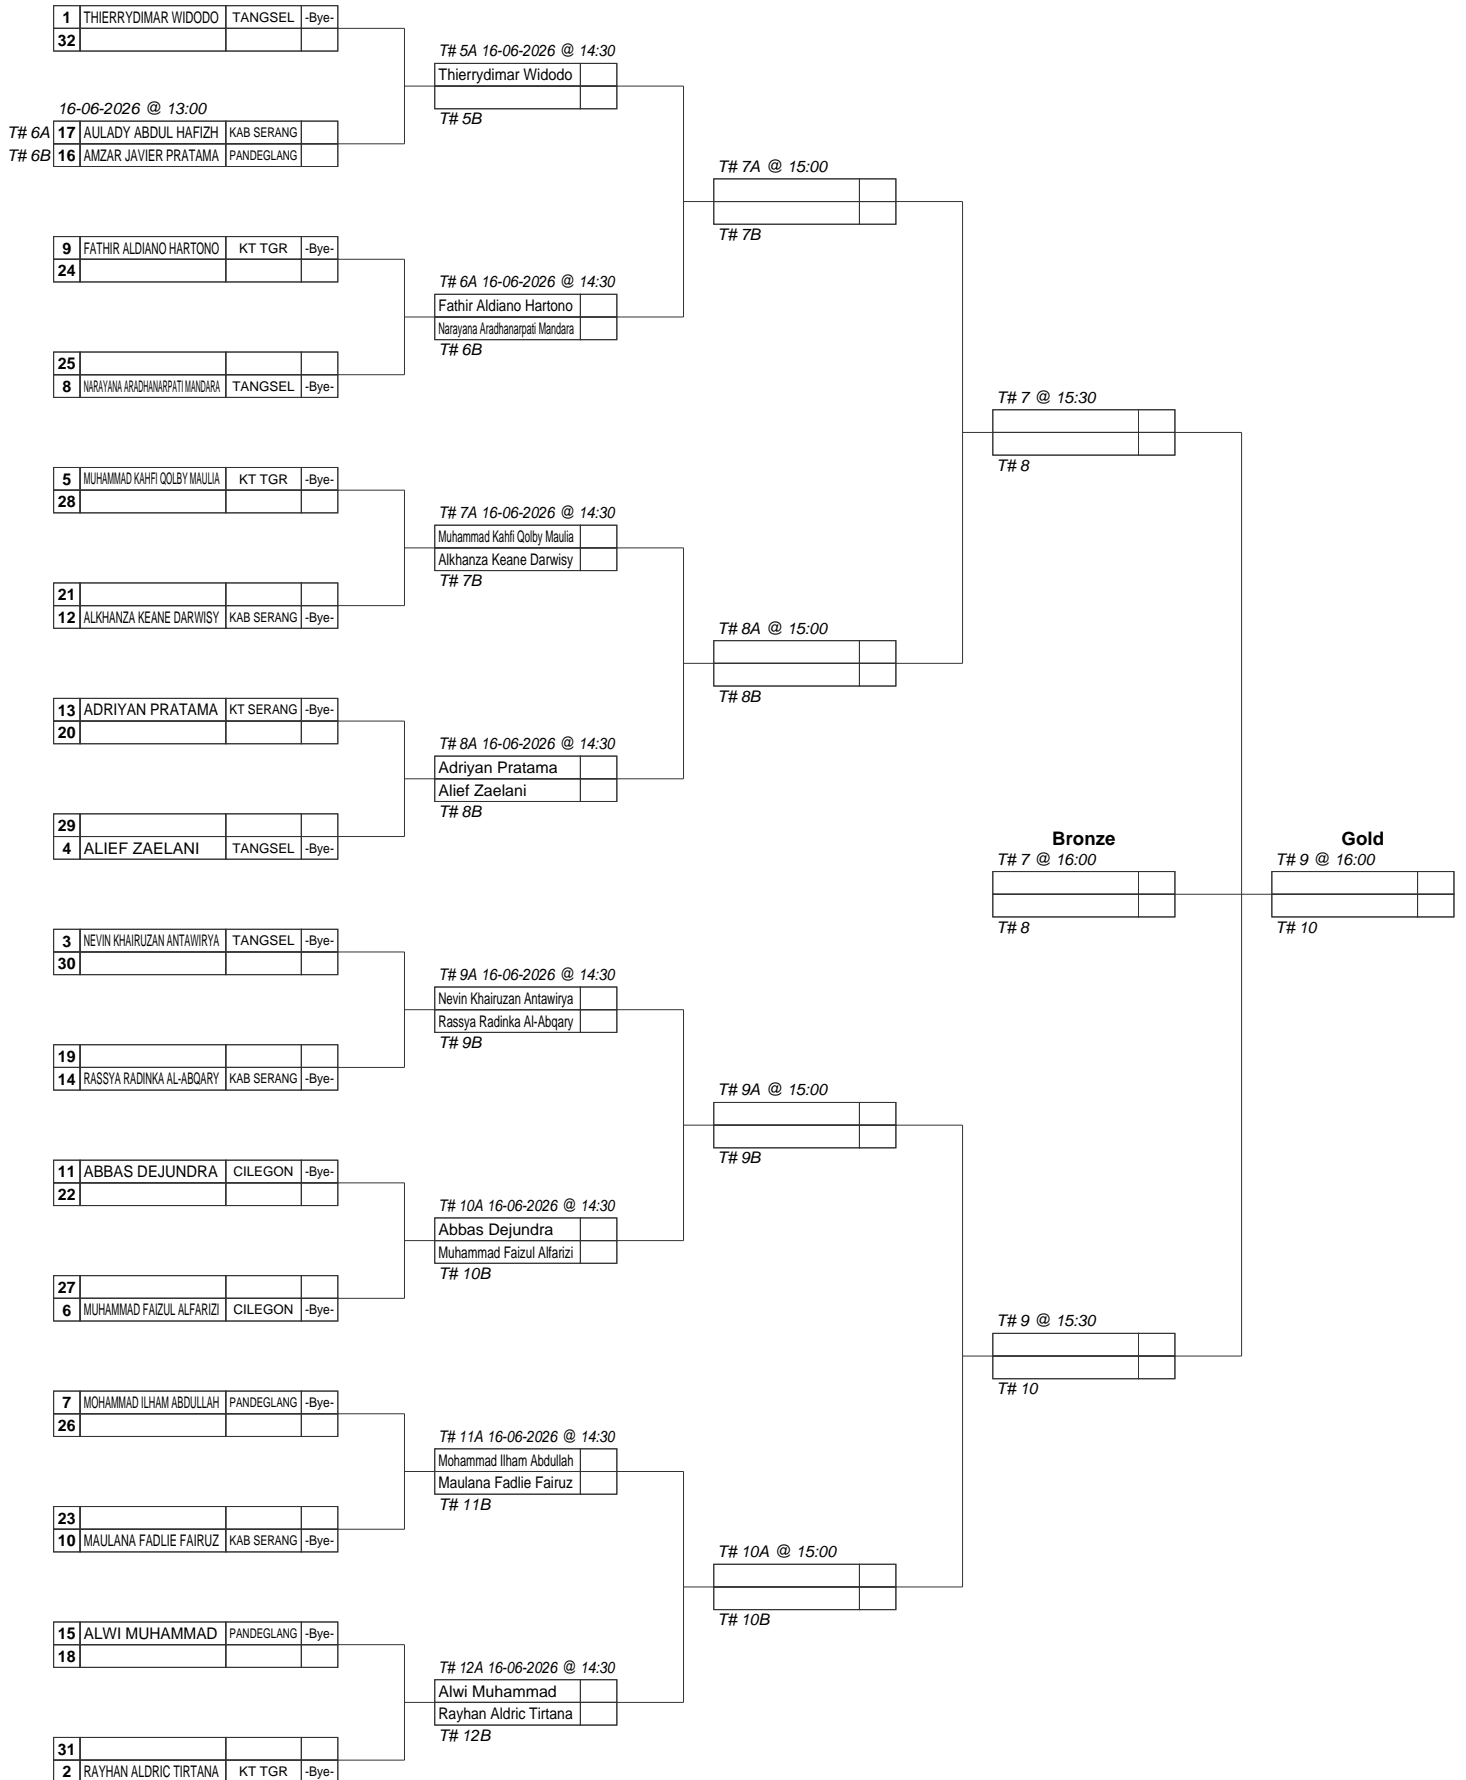 1 THIERRYDIMAR WIDODO TANGSEL -Bye-
32
T# 5A 16-06-2026 @ 14:30
Thierrydimar Widodo
T# 5B
16-06-2026 @ 13:00
T# 6A 17 AULADY ABDUL HAFIZH KAB SERANG
T# 6B 16 AMZAR JAVIER PRATAMA PANDEGLANG
T# 7A @ 15:00
T# 7B
9 FATHIR ALDIANO HARTONO KT TGR -Bye-
24
T# 6A 16-06-2026 @ 14:30
Fathir Aldiano Hartono
Narayana Aradhanarpati Mandara
T# 6B
25
8 NARAYANA ARADHANARPATI MANDARA TANGSEL -Bye-
T# 7 @ 15:30
T# 8
5 MUHAMMAD KAHFI QOLBY MAULIA KT TGR -Bye-
28
T# 7A 16-06-2026 @ 14:30
Muhammad Kahfi Qolby Maulia
Alkhanza Keane Darwisy
T# 7B
21
12 ALKHANZA KEANE DARWISY KAB SERANG -Bye-
T# 8A @ 15:00
T# 8B
13 ADRIYAN PRATAMA KT SERANG -Bye-
20
T# 8A 16-06-2026 @ 14:30
Adriyan Pratama
Alief Zaelani
T# 8B
29
4 ALIEF ZAELANI TANGSEL -Bye-
Bronze
T# 7 @ 16:00
T# 8
Gold
T# 9 @ 16:00
T# 10
3 NEVIN KHAIRUZAN ANTAWIRYA TANGSEL -Bye-
30
T# 9A 16-06-2026 @ 14:30
Nevin Khairuzan Antawirya
Rassya Radinka Al-Abqary
T# 9B
19
14 RASSYA RADINKA AL-ABQARY KAB SERANG -Bye-
T# 9A @ 15:00
T# 9B
11 ABBAS DEJUNDRA CILEGON -Bye-
22
T# 10A 16-06-2026 @ 14:30
Abbas Dejundra
Muhammad Faizul Alfarizi
T# 10B
27
6 MUHAMMAD FAIZUL ALFARIZI CILEGON -Bye-
T# 9 @ 15:30
T# 10
7 MOHAMMAD ILHAM ABDULLAH PANDEGLANG -Bye-
26
T# 11A 16-06-2026 @ 14:30
Mohammad Ilham Abdullah
Maulana Fadlie Fairuz
T# 11B
23
10 MAULANA FADLIE FAIRUZ KAB SERANG -Bye-
T# 10A @ 15:00
T# 10B
15 ALWI MUHAMMAD PANDEGLANG -Bye-
18
T# 12A 16-06-2026 @ 14:30
Alwi Muhammad
Rayhan Aldric Tirtana
T# 12B
31
2 RAYHAN ALDRIC TIRTANA KT TGR -Bye-